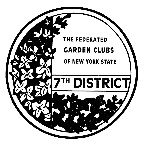 THE FEDERATED
GARDEN CLUBS
OF NEW YORK STATE
7TH DISTRICT